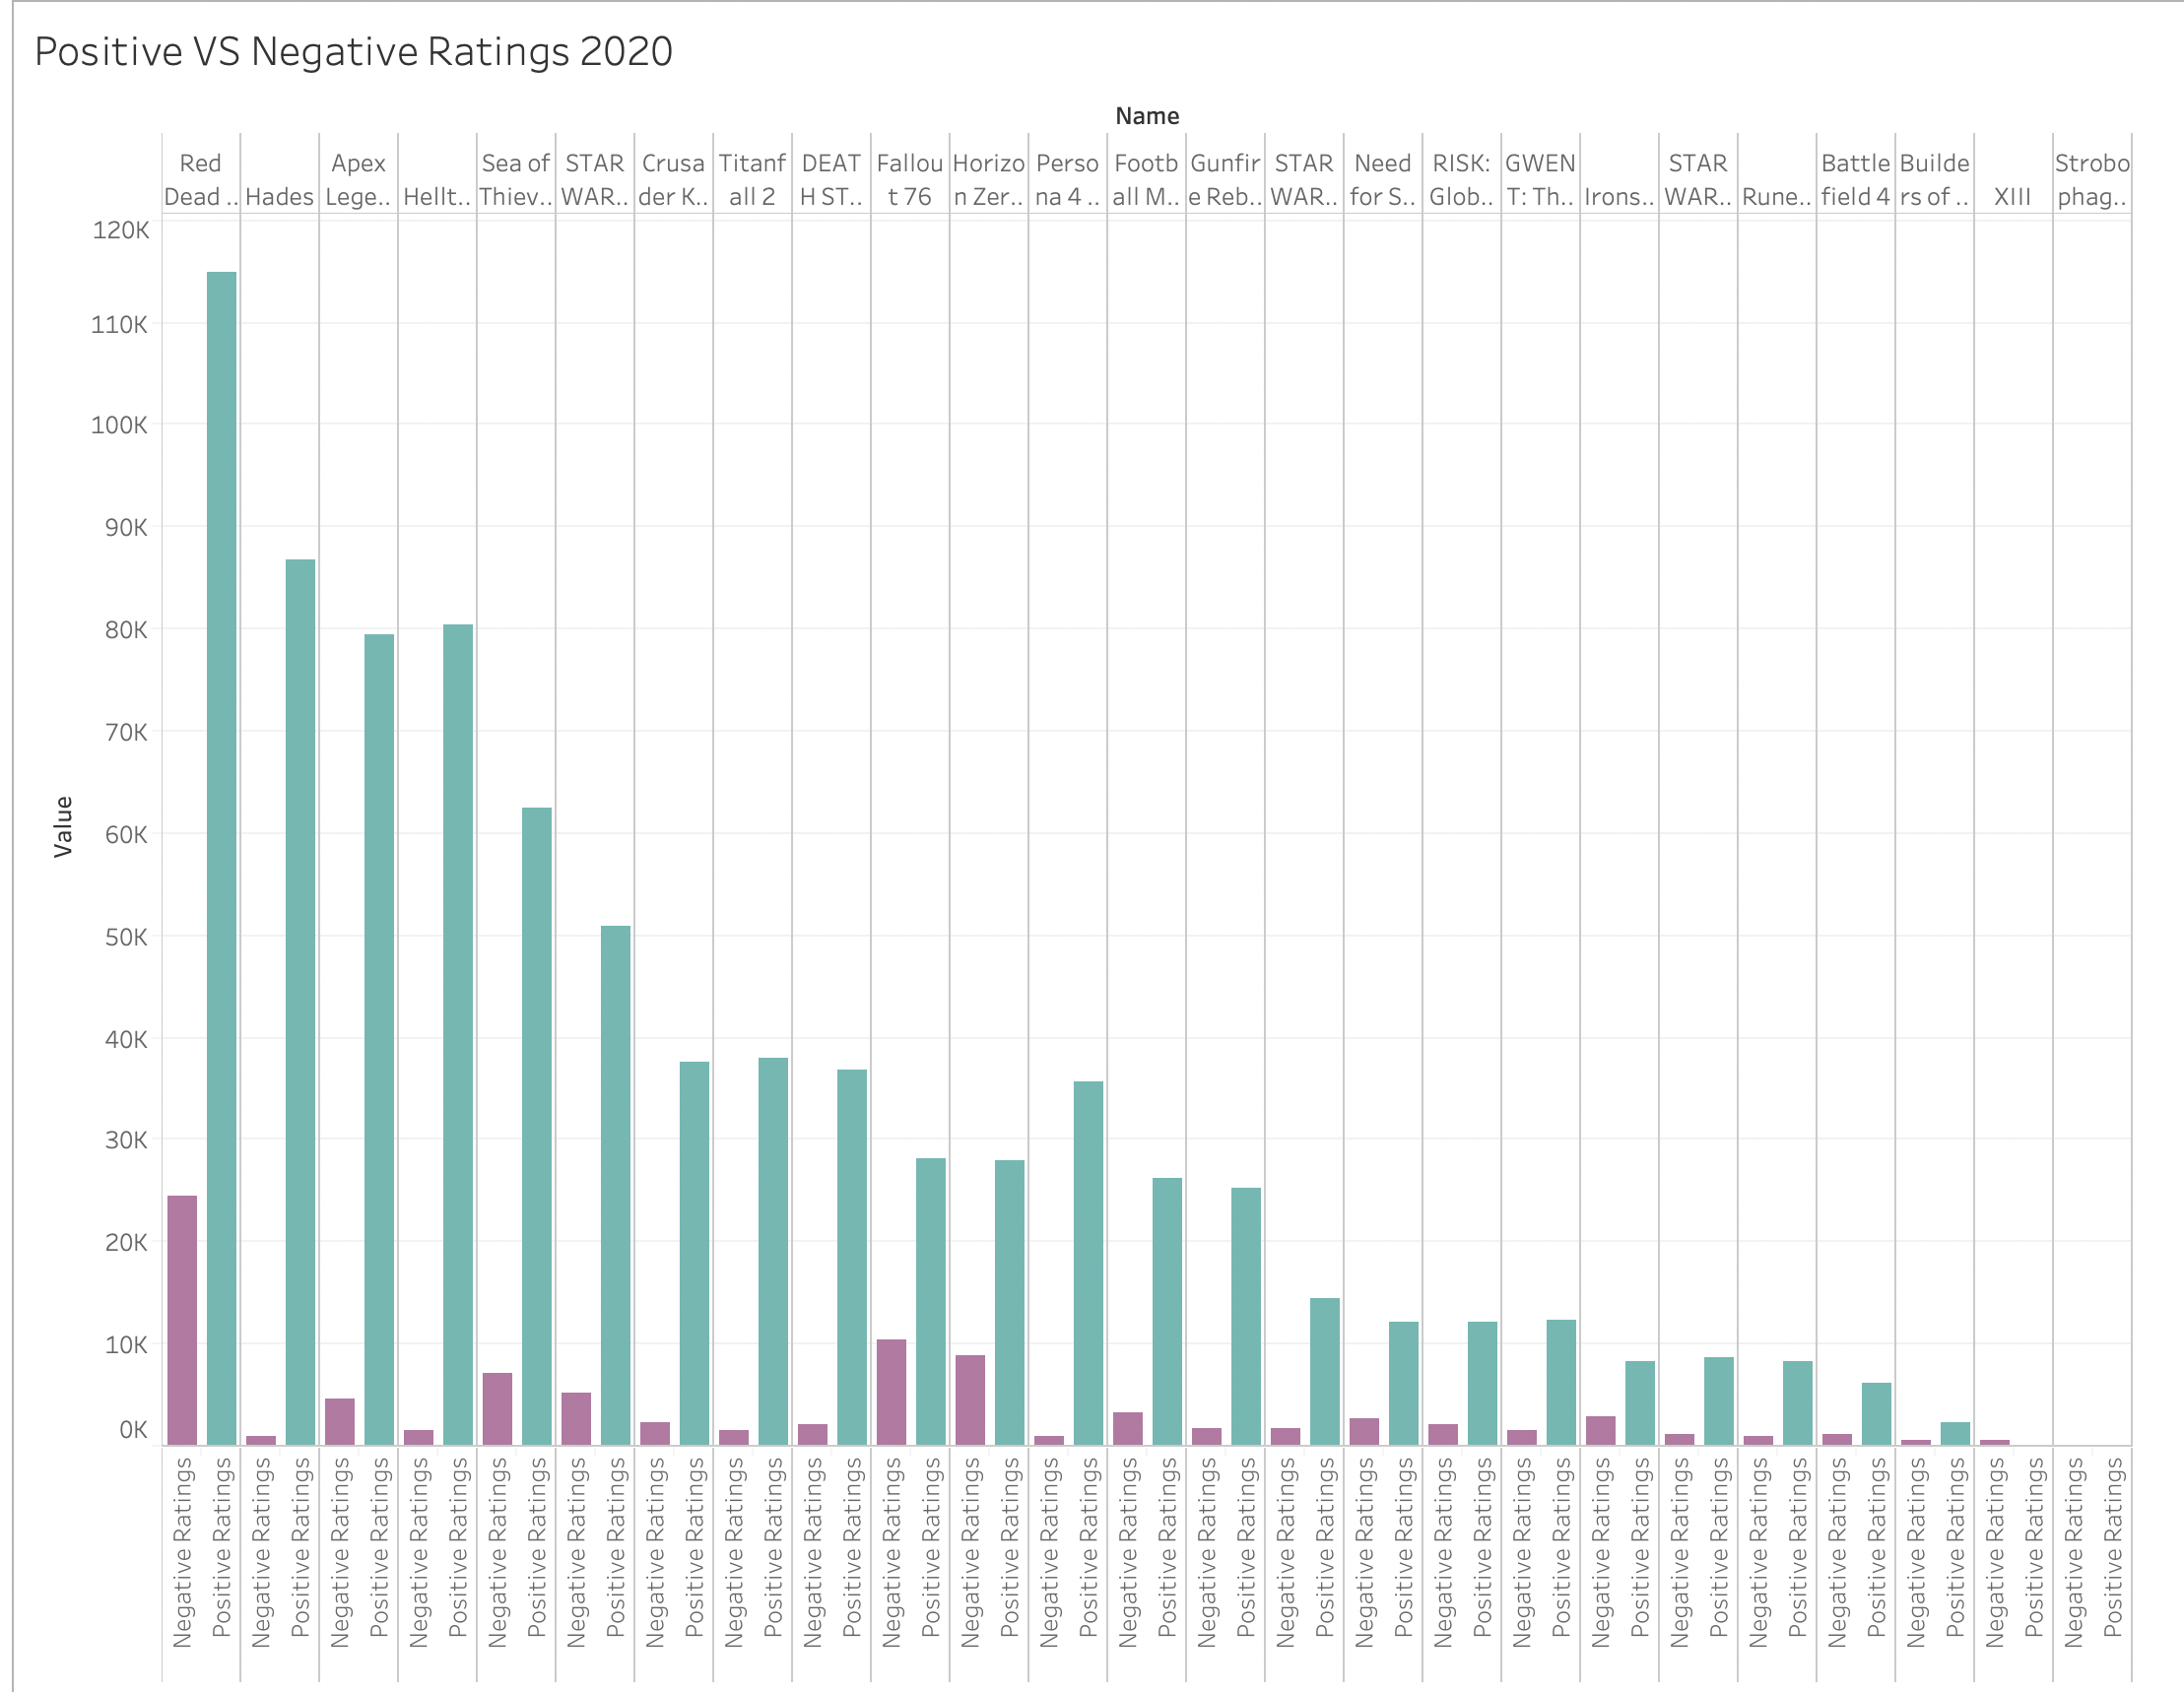 Positive VS Negative Ratings 2020
Name
Red
Dead ..
Hades
Apex
Lege..
Hellt..
Sea of
Thiev..
STAR
WAR..
Crusa
der K..
Titanf
all 2
DEAT
H ST..
Fallou
t 76
Horizo
n Zer..
Perso
na 4 ..
Footb
all M..
Gunfir
e Reb..
STAR
WAR..
Need
for S..
RISK:
Glob..
GWEN
T: Th..
Irons..
STAR
WAR..
Rune..
Battle
field 4
Builde
rs of ..
XIII
Strobo
phag..
120K
110K
100K
90K
80K
70K
60K
50K
40K
30K
20K
10K
0K
Value
Negative Ratings
Positive Ratings
Negative Ratings
Positive Ratings
Negative Ratings
Positive Ratings
Negative Ratings
Positive Ratings
Negative Ratings
Positive Ratings
Negative Ratings
Positive Ratings
Negative Ratings
Positive Ratings
Negative Ratings
Positive Ratings
Negative Ratings
Positive Ratings
Negative Ratings
Positive Ratings
Negative Ratings
Positive Ratings
Negative Ratings
Positive Ratings
Negative Ratings
Positive Ratings
Negative Ratings
Positive Ratings
Negative Ratings
Positive Ratings
Negative Ratings
Positive Ratings
Negative Ratings
Positive Ratings
Negative Ratings
Positive Ratings
Negative Ratings
Positive Ratings
Negative Ratings
Positive Ratings
Negative Ratings
Positive Ratings
Negative Ratings
Positive Ratings
Negative Ratings
Positive Ratings
Negative Ratings
Positive Ratings
Negative Ratings
Positive Ratings